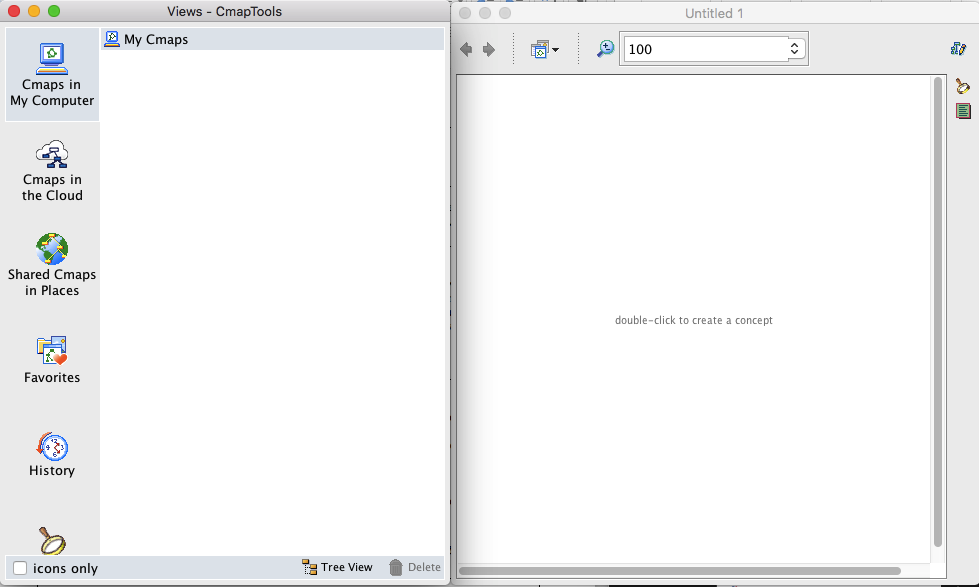 Views - CmapTools
Untitled 1
My Cmaps
100
Cmaps in
My Computer
Cmaps in
the Cloud
Shared Cmaps
in Places
double-click to create a concept
Favorites
History
icons only
Tree View
Delete